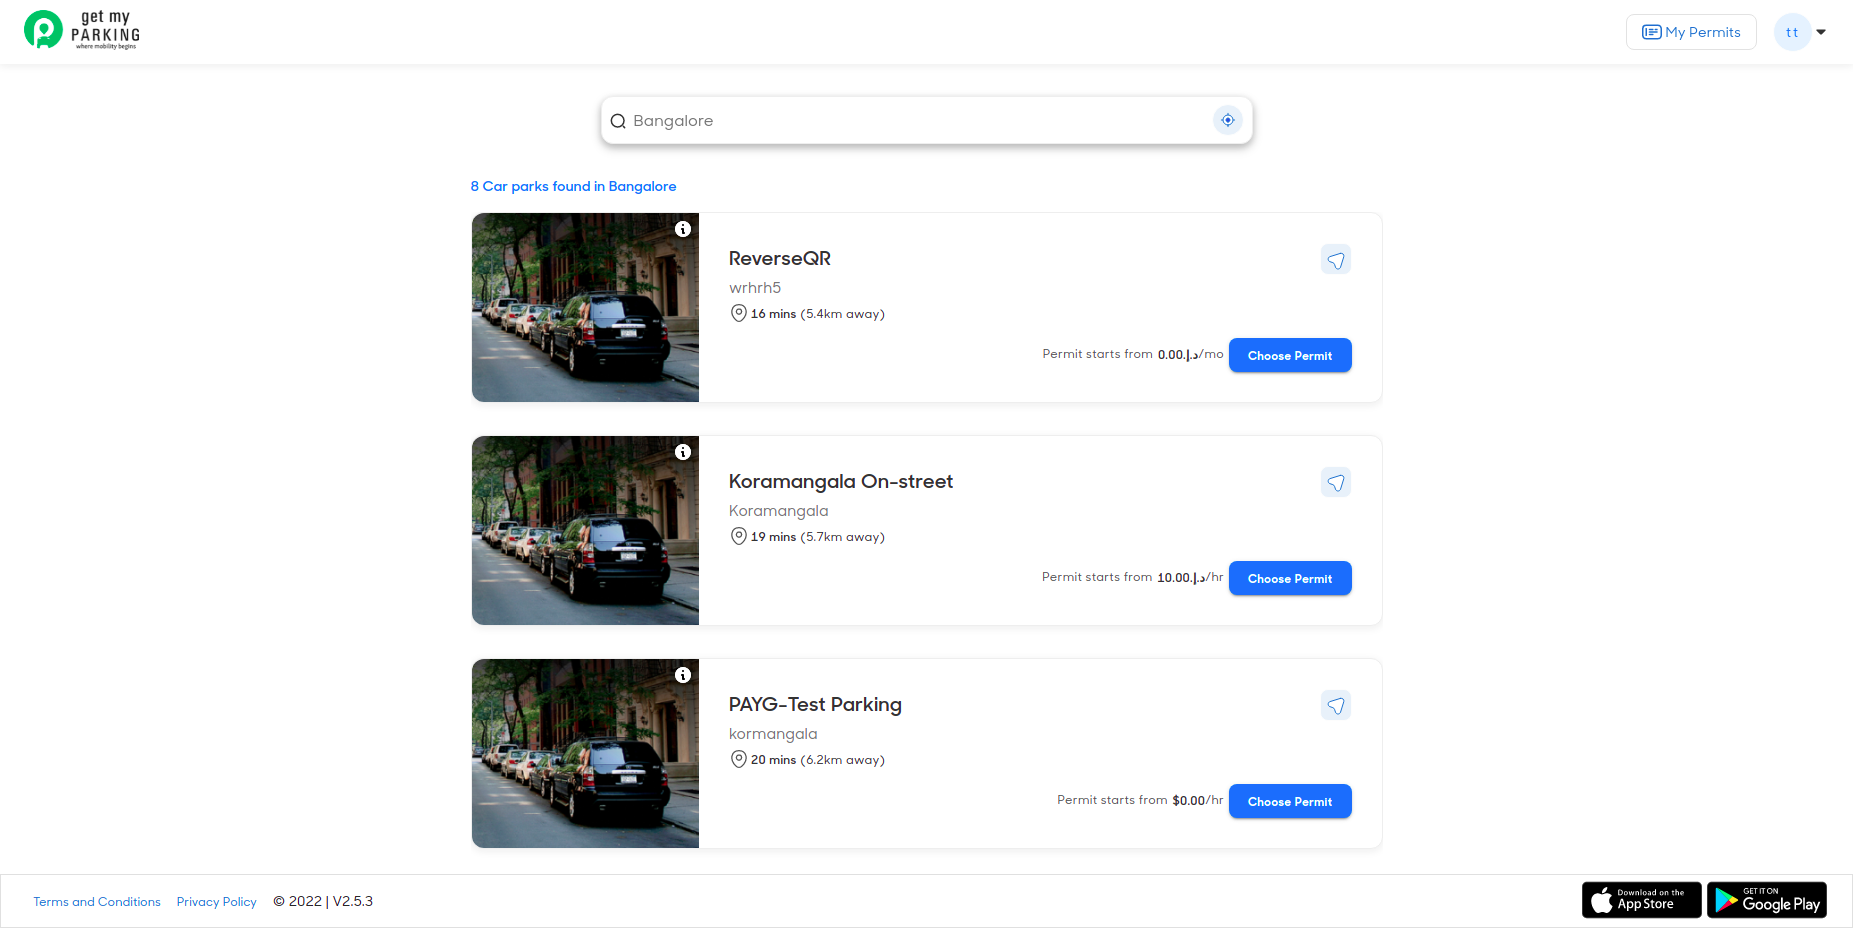 get my
PARKING
where mobility begins
My Permits
tt
Bangalore
8 Car parks found in Bangalore
ReverseQR
wrhrh5
16 mins (5.4km away)
Permit starts from 0.00.د.إ/mo
Choose Permit
Koramangala On-street
Koramangala
19 mins (5.7km away)
Permit starts from 10.00.د.إ/hr
Choose Permit
PAYG-Test Parking
kormangala
20 mins (6.2km away)
Permit starts from $0.00/hr
Choose Permit
Terms and Conditions Privacy Policy © 2022 | V2.5.3
Download on the
App Store
GET IT ON
Google Play